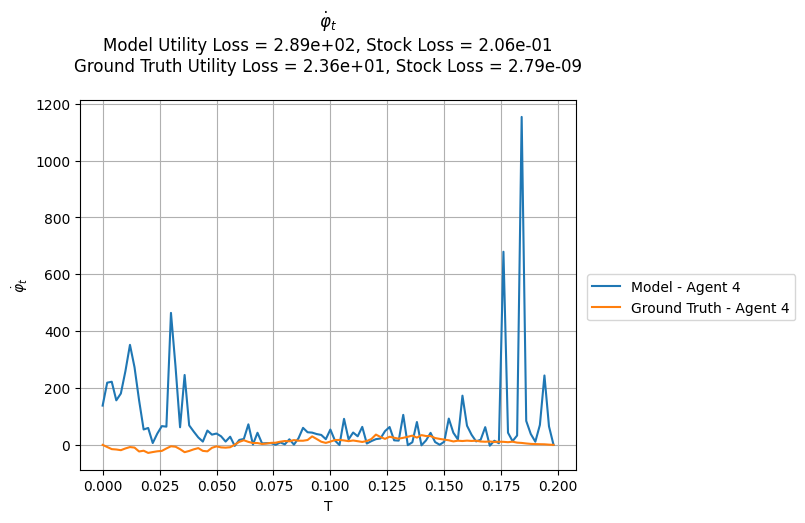 φ̇ₜ
Model Utility Loss = 2.89e+02, Stock Loss = 2.06e-01
Ground Truth Utility Loss = 2.36e+01, Stock Loss = 2.79e-09
1200
1000
800
600
400
200
0
φ̇ₜ
0.000 0.025 0.050 0.075 0.100 0.125 0.150 0.175 0.200
T
Model - Agent 4
Ground Truth - Agent 4